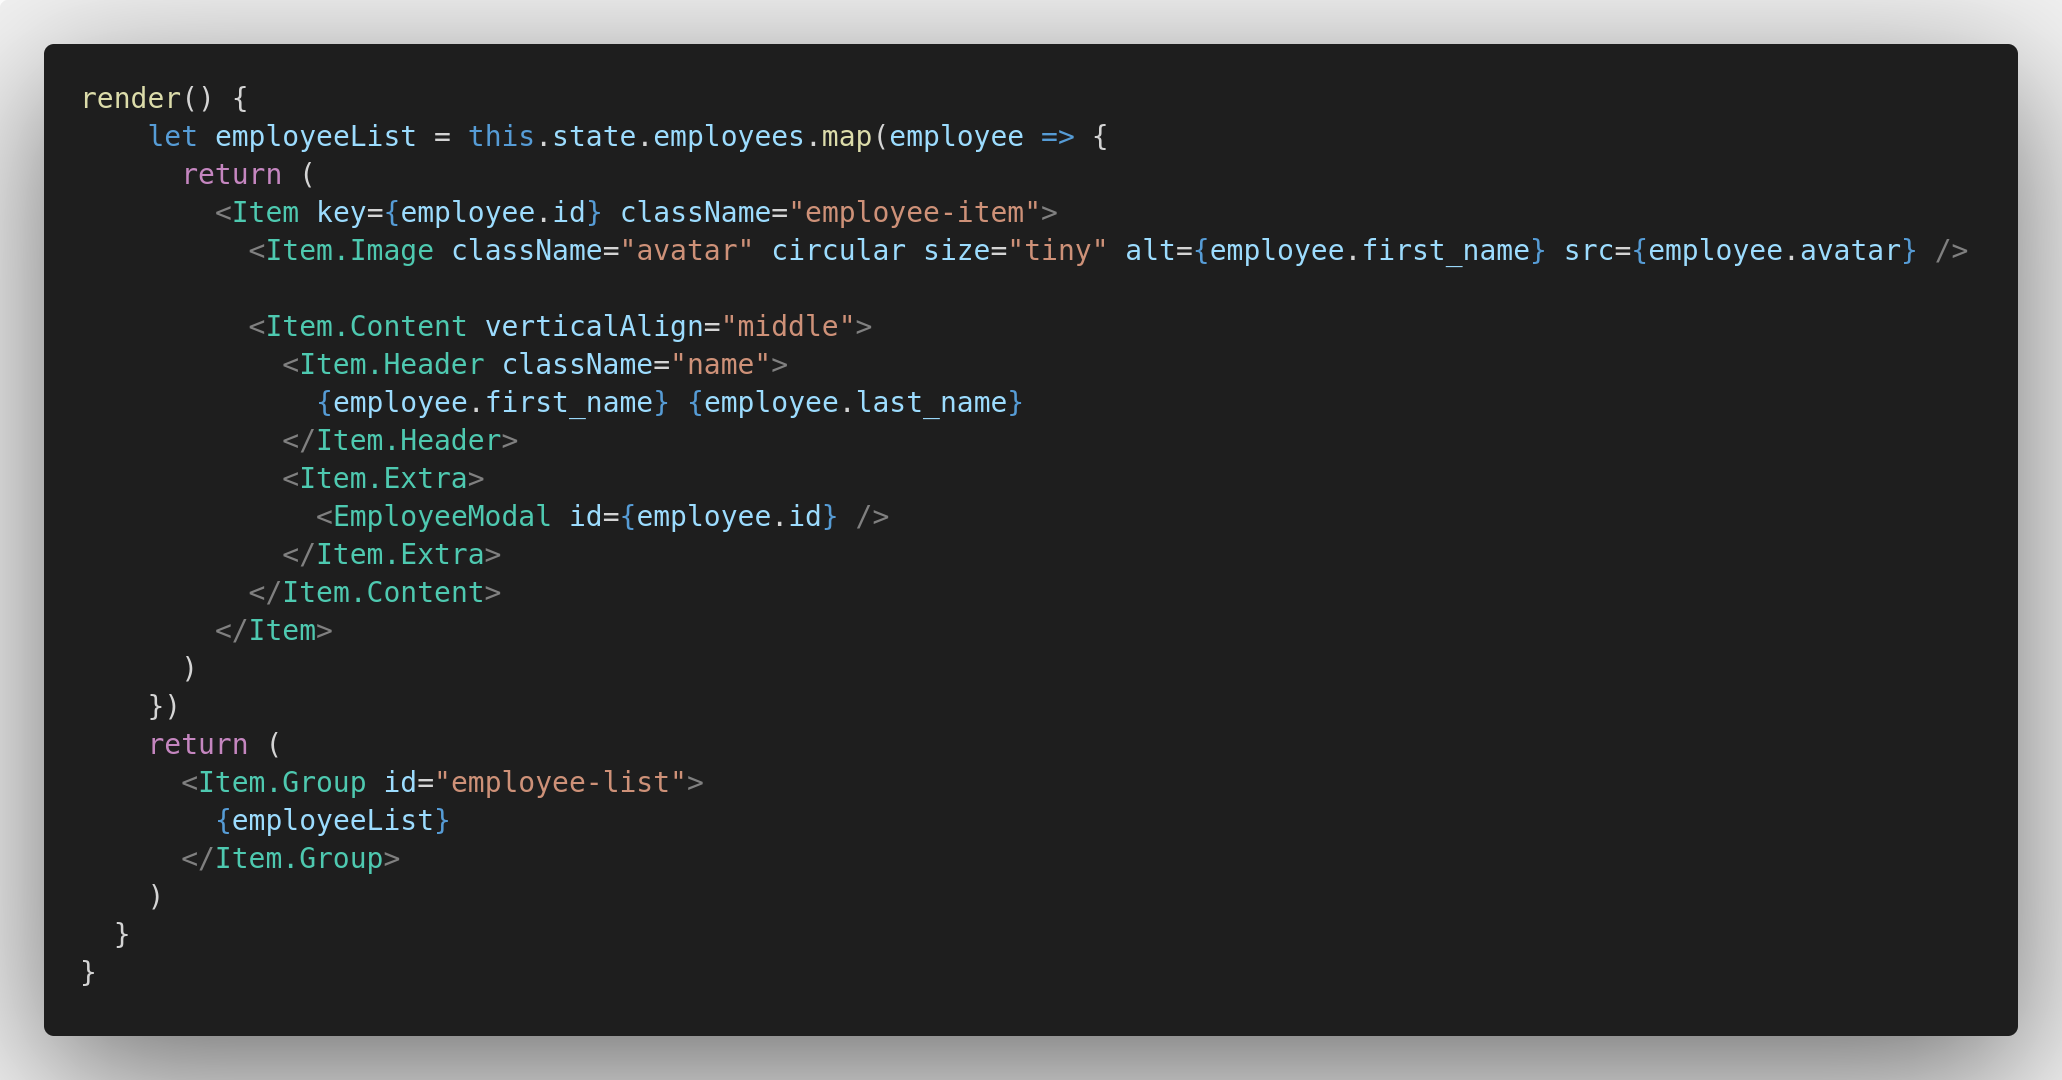 render() {
    let employeeList = this.state.employees.map(employee => {
      return (
        <Item key={employee.id} className="employee-item">
          <Item.Image className="avatar" circular size="tiny" alt={employee.first_name} src={employee.avatar} />

          <Item.Content verticalAlign="middle">
            <Item.Header className="name">
              {employee.first_name} {employee.last_name}
            </Item.Header>
            <Item.Extra>
              <EmployeeModal id={employee.id} />
            </Item.Extra>
          </Item.Content>
        </Item>
      )
    })
    return (
      <Item.Group id="employee-list">
        {employeeList}
      </Item.Group>
    )
  }
}